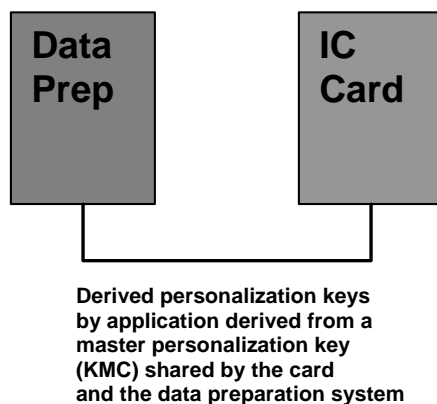 Data
Prep
IC
Card
Derived personalization keys
by application derived from a
master personalization key
(KMC) shared by the card
and the data preparation system